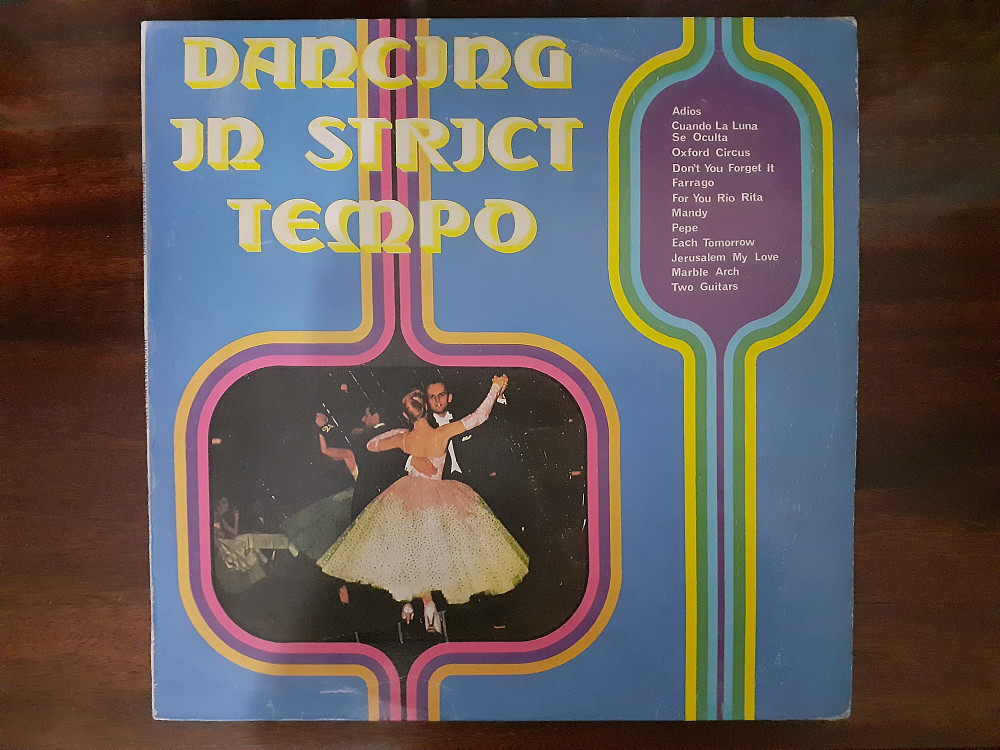 DANCING
IN STRICT
TEMPO
Adios
Cuando La Luna
Se Oculta
Oxford Circus
Don't You Forget It
Farrago
For You Rio Rita
Mandy
Pepe
Each Tomorrow
Jerusalem My Love
Marble Arch
Two Guitars